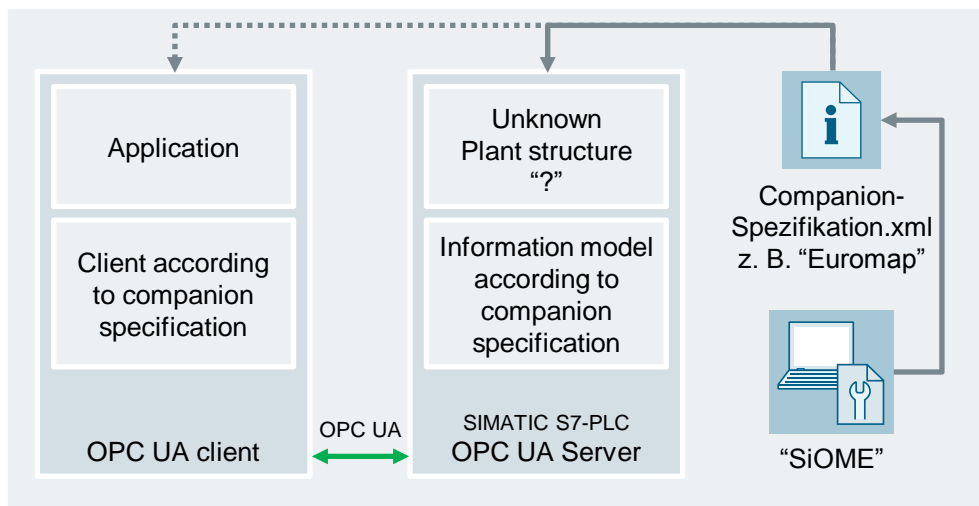 Application
Client according
to companion
specification
OPC UA client
OPC UA
Unknown
Plant structure
“?”
Information model
according to
companion
specification
SIMATIC S7-PLC
OPC UA Server
i
Companion-
Spezifikation.xml
z. B. “Euromap”
“SiOME”